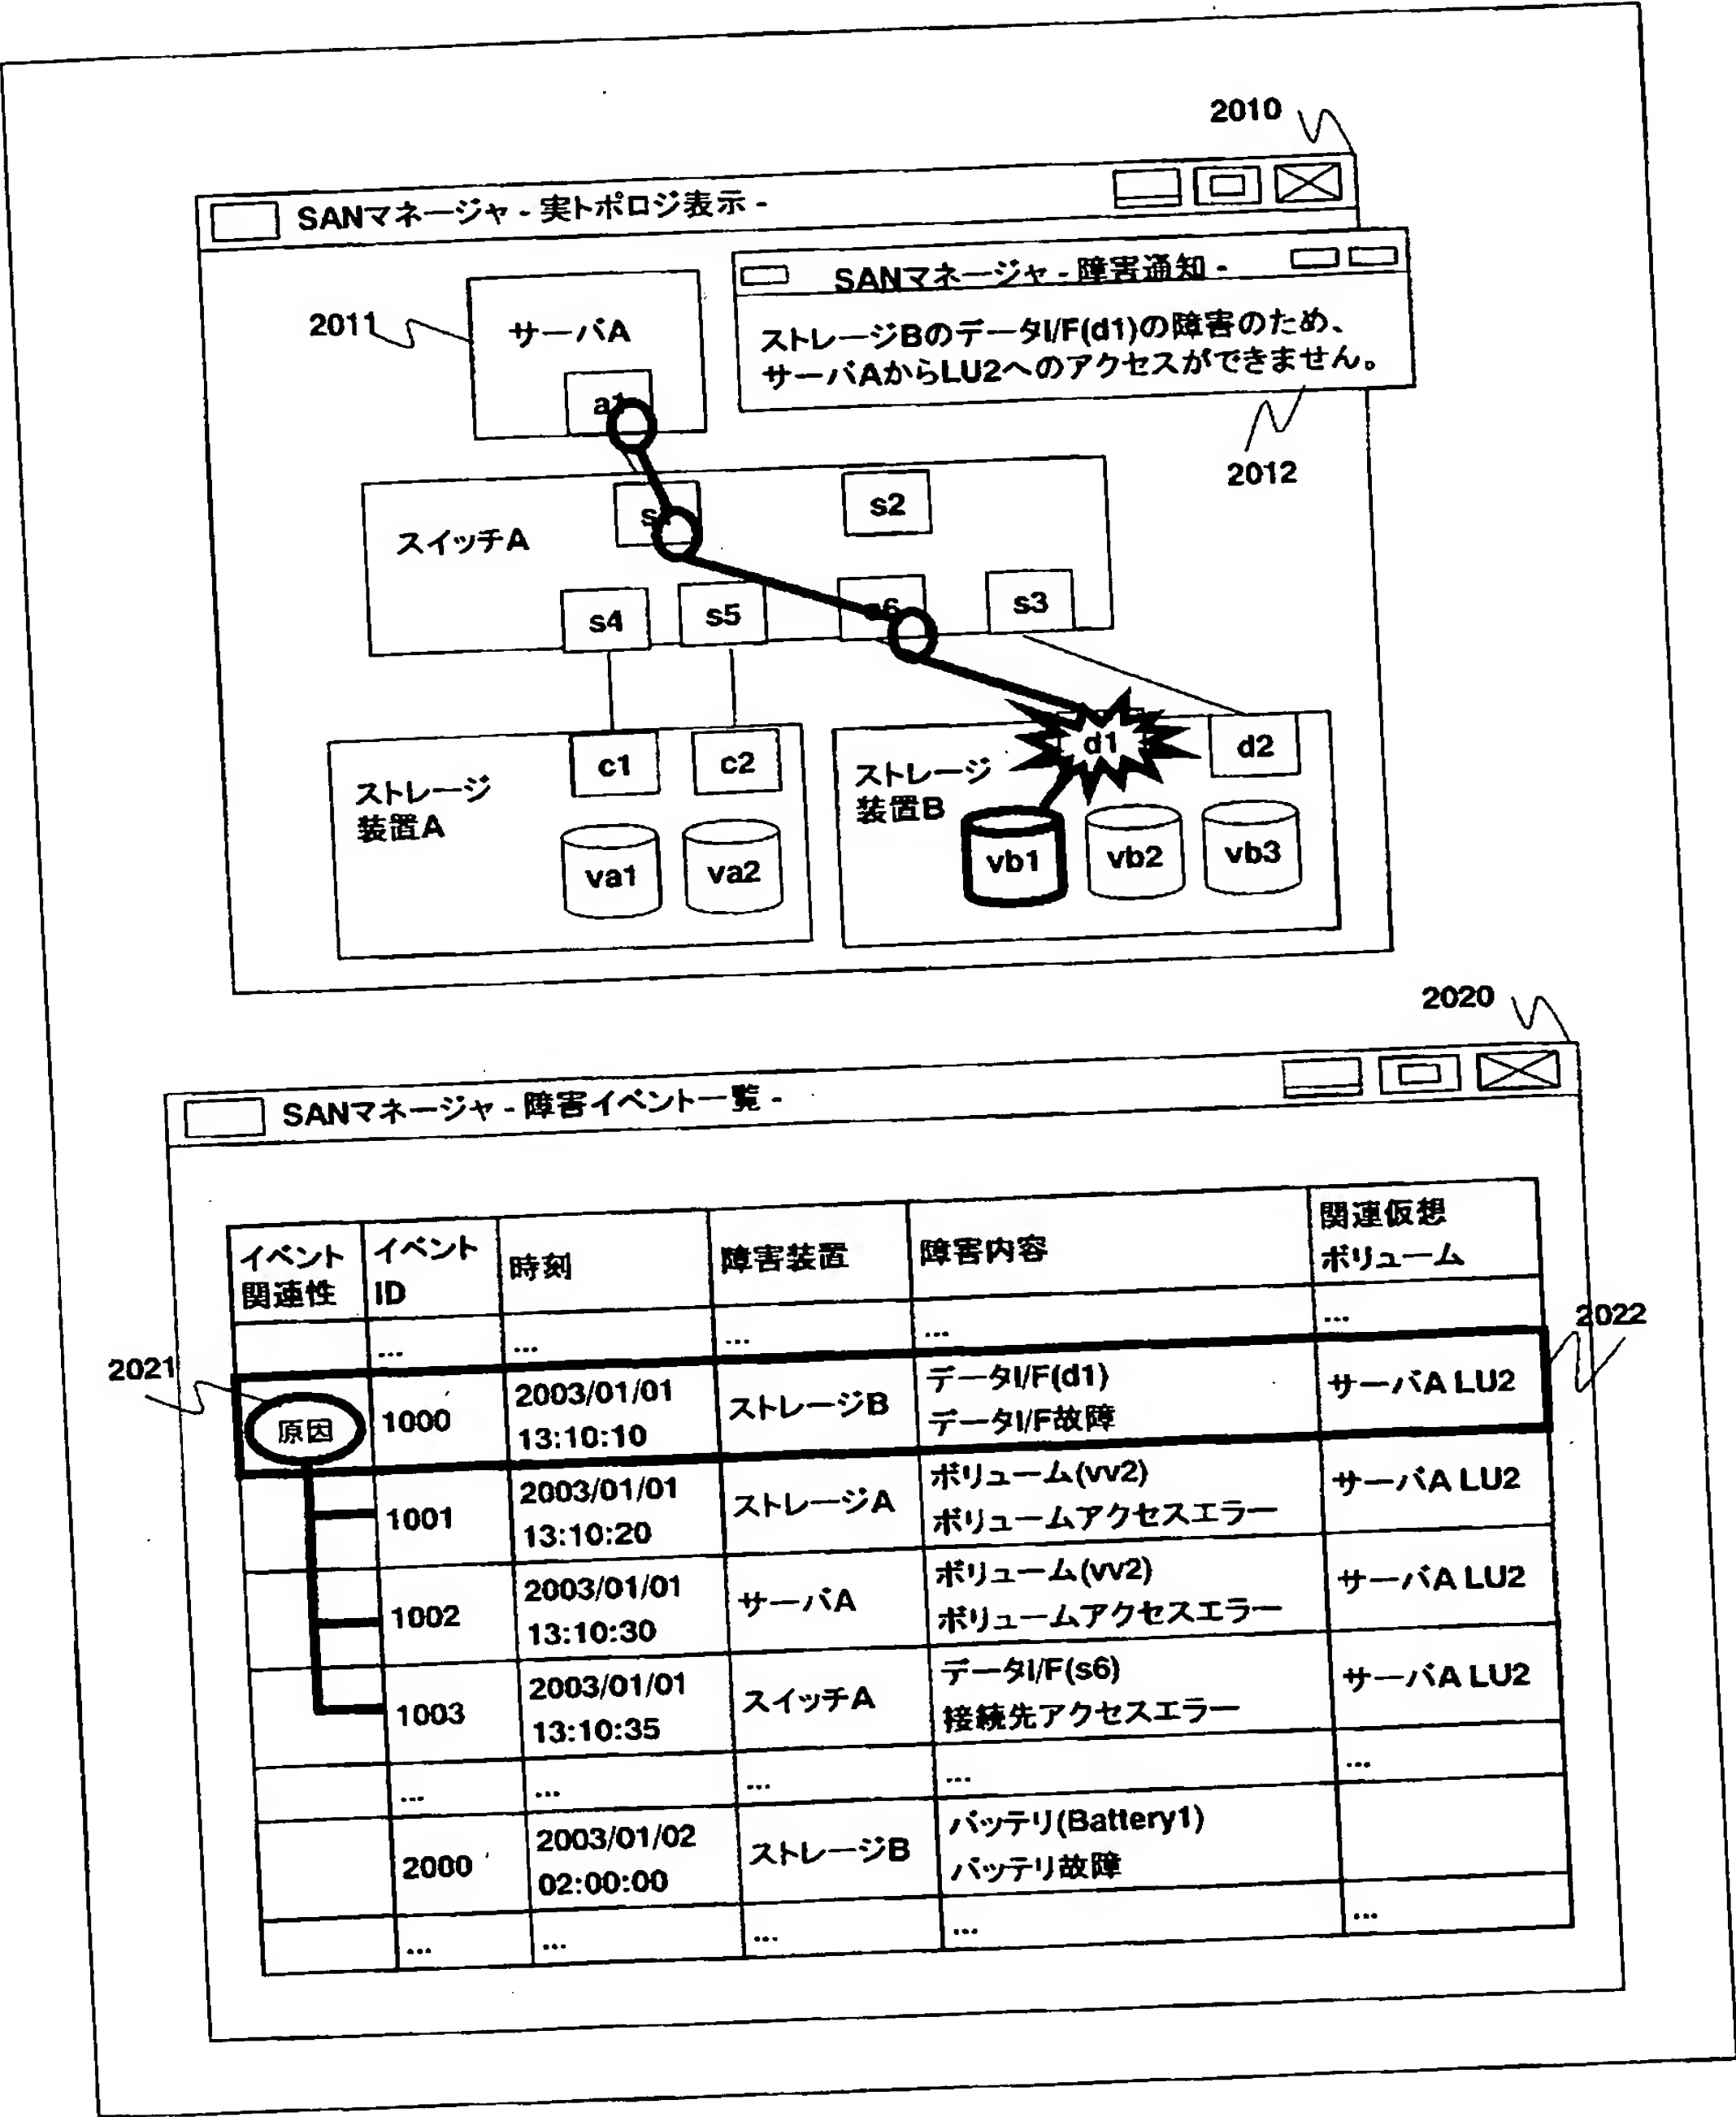 2010
SANマネージャ - 実トポロジ表示 -
SANマネージャ - 障害通知 -
ストレージBのデータI/F(d1)の障害のため、
サーバAからLU2へのアクセスができません。
2011
サーバA
a1
2012
スイッチA
s2
s4
s5
s6
s3
ストレージ
装置A
c1
c2
va1
va2
ストレージ
装置B
d1
d2
vb1
vb2
vb3
2020
SANマネージャ - 障害イベント一覧 -
イベント
関連性
イベント
ID
時刻
障害装置
障害内容
関連仮想
ボリューム
... ... ... ... ...
2021
2022
原因
1000
2003/01/01
13:10:10
ストレージB
データI/F(d1)
データI/F故障
サーバA LU2
1001
2003/01/01
13:10:20
ストレージA
ボリューム(vv2)
ボリュームアクセスエラー
サーバA LU2
1002
2003/01/01
13:10:30
サーバA
ボリューム(vv2)
ボリュームアクセスエラー
サーバA LU2
1003
2003/01/01
13:10:35
スイッチA
データI/F(s6)
接続先アクセスエラー
サーバA LU2
... ... ... ... ...
2000
2003/01/02
02:00:00
ストレージB
バッテリ(Battery1)
バッテリ故障
... ... ... ... ...